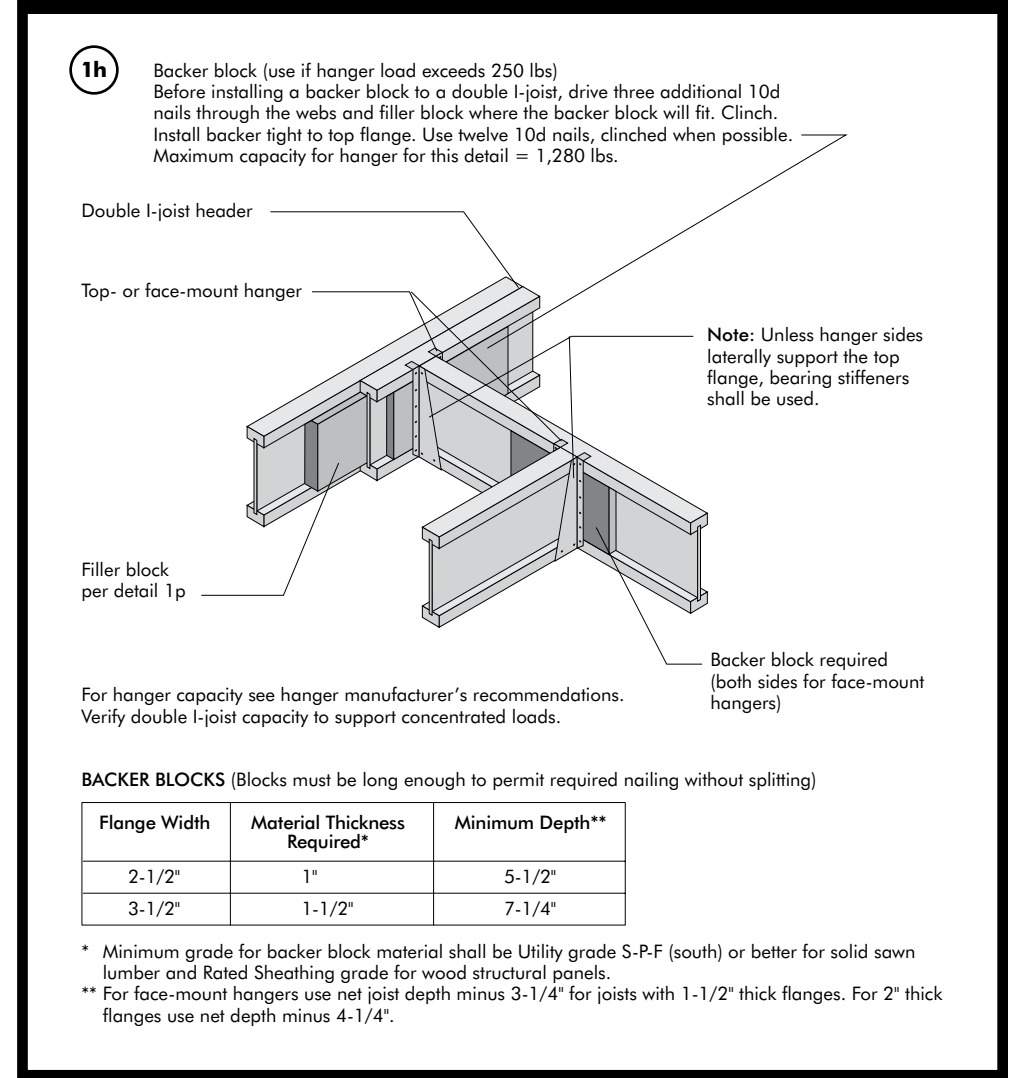 1h
Backer block (use if hanger load exceeds 250 lbs)
Before installing a backer block to a double I-joist, drive three additional 10d
nails through the webs and filler block where the backer block will fit. Clinch.
Install backer tight to top flange. Use twelve 10d nails, clinched when possible.
Maximum capacity for hanger for this detail = 1,280 lbs.
Double I-joist header
Top- or face-mount hanger
Note: Unless hanger sides
laterally support the top
flange, bearing stiffeners
shall be used.
Filler block
per detail 1p
Backer block required
(both sides for face-mount
hangers)
For hanger capacity see hanger manufacturer's recommendations.
Verify double I-joist capacity to support concentrated loads.
BACKER BLOCKS (Blocks must be long enough to permit required nailing without splitting)
Flange Width
Material Thickness
Required*
Minimum Depth**
2-1/2" 1" 5-1/2"
3-1/2" 1-1/2" 7-1/4"
* Minimum grade for backer block material shall be Utility grade S-P-F (south) or better for solid sawn
lumber and Rated Sheathing grade for wood structural panels.
** For face-mount hangers use net joist depth minus 3-1/4" for joists with 1-1/2" thick flanges. For 2" thick
flanges use net depth minus 4-1/4".